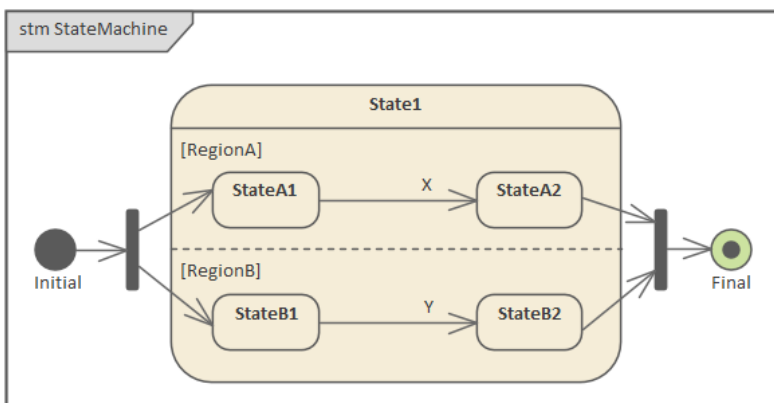 stm StateMachine
State1
[RegionA]
StateA1
X
StateA2
Initial
[RegionB]
StateB1
Y
StateB2
Final